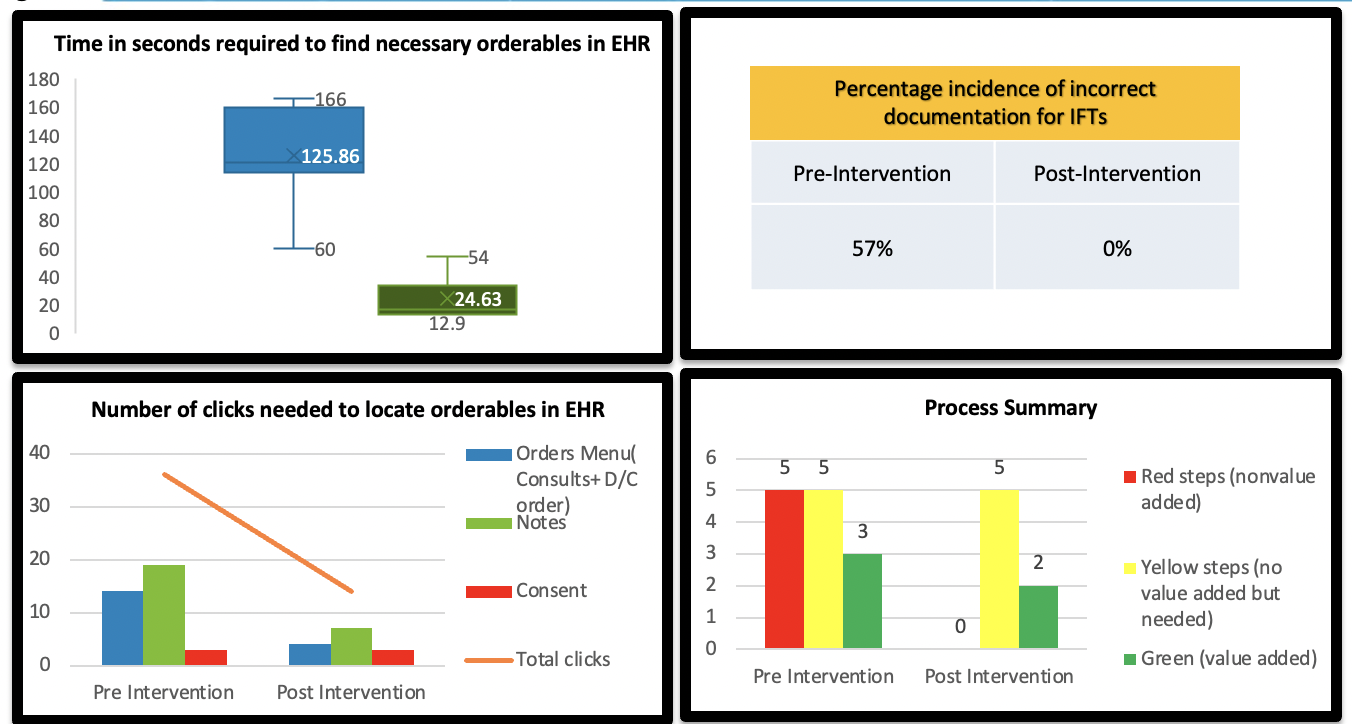 Time in seconds required to find necessary orderables in EHR
180
160
140
120
100
80
60
40
20
0
166
125.86
60
54
24.63
12.9
Percentage incidence of incorrect
documentation for IFTs
Pre-Intervention
Post-Intervention
57%
0%
Number of clicks needed to locate orderables in EHR
40
30
20
10
0
Pre Intervention
Post Intervention
Orders Menu(
Consults+ D/C
order)
Notes
Consent
Total clicks
Process Summary
6
5
4
3
2
1
0
5
5
3
0
5
2
Pre Intervention
Post Intervention
Red steps (nonvalue
added)
Yellow steps (no
value added but
needed)
Green (value added)